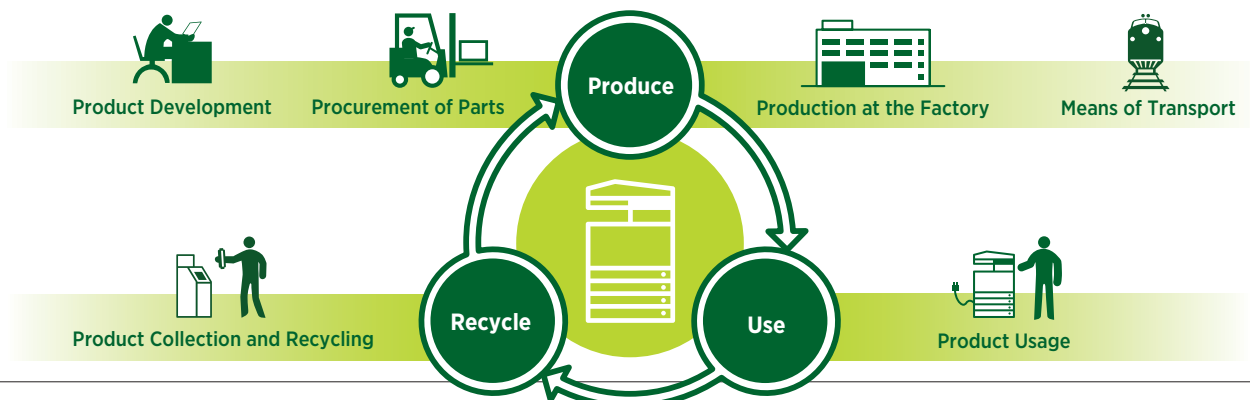 Produce
Product Development
Procurement of Parts
Production at the Factory
Means of Transport
Recycle
Use
Product Collection and Recycling
Product Usage